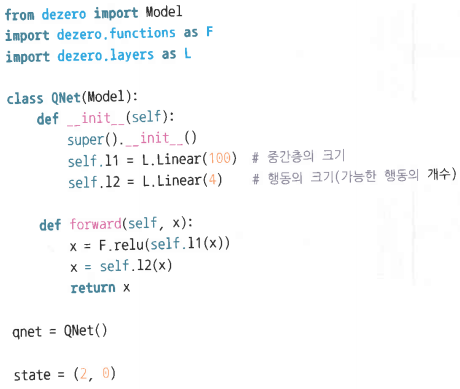 from dezero import Model
import dezero.functions as F
import dezero.layers as L
class QNet(Model):
def __init__(self):
super().__init__()
self.l1 = L.Linear(100) # 중간층의 크기
self.l2 = L.Linear(4) # 행동의 크기(가능한 행동의 개수)
def forward(self, x):
x = F.relu(self.l1(x))
x = self.l2(x)
return x
qnet = QNet()
state = (2, 0)